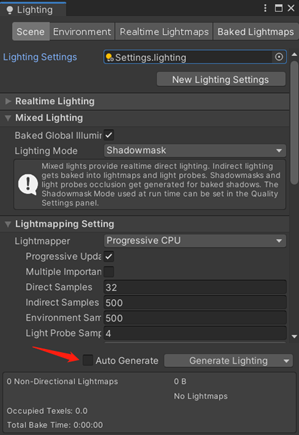 Lighting
Scene Environment Realtime Lightmaps Baked Lightmaps
Lighting Settings Settings.lighting
New Lighting Settings
Realtime Lighting
Mixed Lighting
Baked Global Illumin
Lighting Mode Shadowmask
Mixed lights provide realtime direct lighting. Indirect lighting
gets baked into lightmaps and light probes. Shadowmasks and
light probes occlusion get generated for baked shadows. The
Shadowmask Mode used at run time can be set in the Quality
Settings panel.
Lightmapping Setting
Lightmapper Progressive CPU
Progressive Upda
Multiple Importan
Direct Samples 32
Indirect Samples 500
Environment Sam 500
Light Probe Samp 4
Auto Generate Generate Lighting
0 Non-Directional Lightmaps 0 B
No Lightmaps
Occupied Texels: 0.0
Total Bake Time: 0:00:00